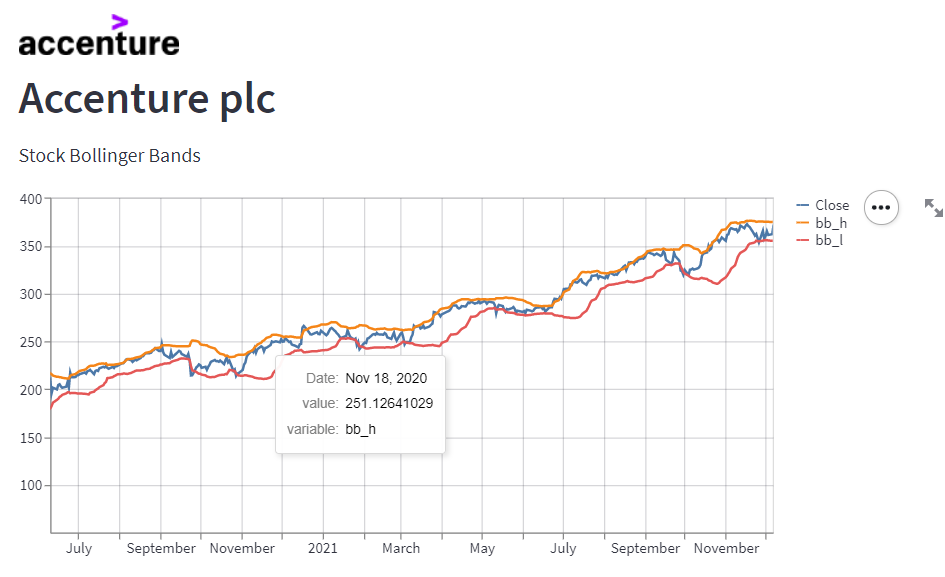 accenture
Accenture plc
Stock Bollinger Bands
400
350
300
250
200
150
100
July September November 2021 March May July September November
Close
bb_h
bb_l
Date: Nov 18, 2020
value: 251.12641029
variable: bb_h